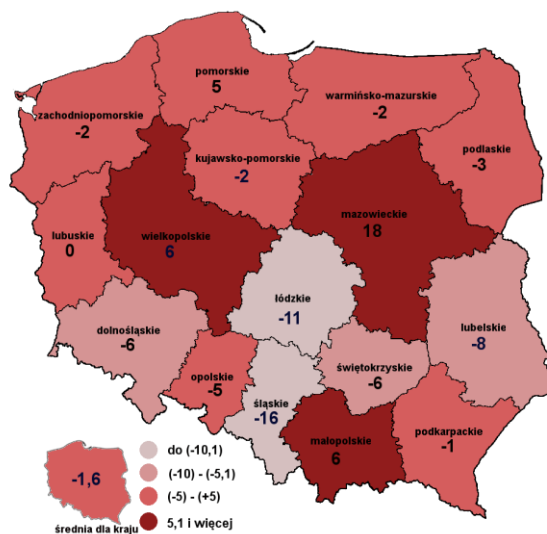 pomorskie
5
warmińsko-mazurskie
-2
zachodniopomorskie
-2
podlaskie
-3
kujawsko-pomorskie
-2
mazowieckie
18
wielkopolskie
6
lubuskie
0
łódzkie
-11
lubelskie
-8
dolnośląskie
-6
świętokrzyskie
-6
opolskie
-5
śląskie
-16
podkarpackie
-1
małopolskie
6
-1,6
średnia dla kraju
do (-10,1)
(-10) - (-5,1)
(-5) - (+5)
5,1 i więcej